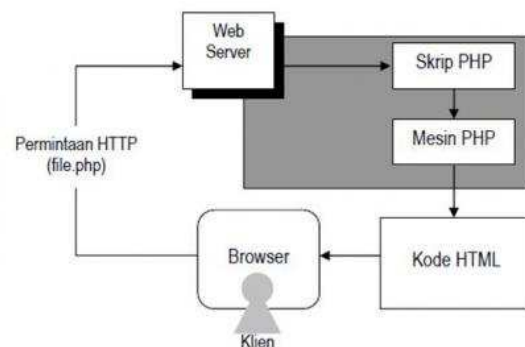 Web
Server
Skrip PHP
Mesin PHP
Permintaan HTTP
(file.php)
Browser
Kode HTML
Klien